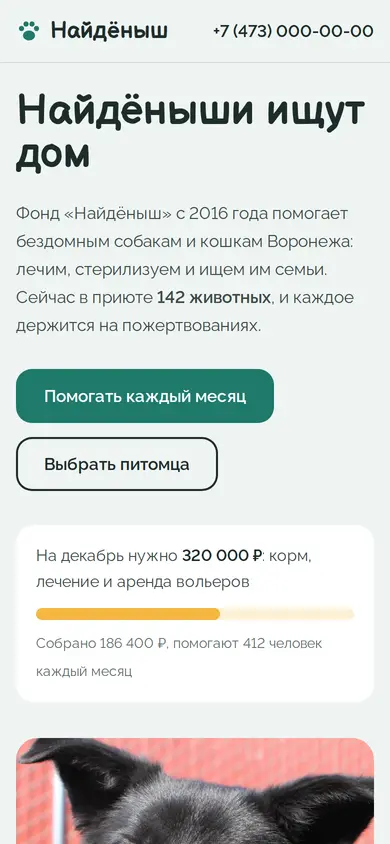 Найдёныш
+7 (473) 000-00-00
Найдёныши ищут
дом
Фонд «Найдёныш» с 2016 года помогает
бездомным собакам и кошкам Воронежа:
лечим, стерилизуем и ищем им семьи.
Сейчас в приюте 142 животных, и каждое
держится на пожертвованиях.
Помогать каждый месяц
Выбрать питомца
На декабрь нужно 320 000 ₽: корм,
лечение и аренда вольеров
Собрано 186 400 ₽, помогают 412 человек
каждый месяц